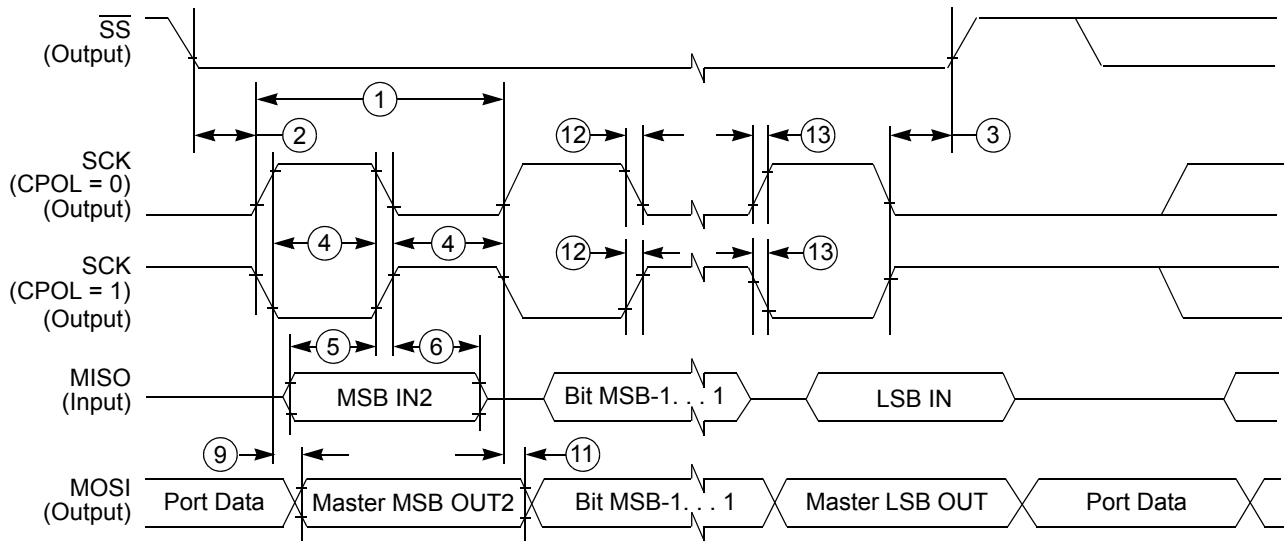 SS
(Output)
1
2
12
13
3
SCK
(CPOL = 0)
(Output)
4
4
12
13
SCK
(CPOL = 1)
(Output)
5
6
MISO
(Input)
MSB IN2
Bit MSB-1. . . 1
LSB IN
9
11
MOSI
(Output)
Port Data
Master MSB OUT2
Bit MSB-1. . . 1
Master LSB OUT
Port Data